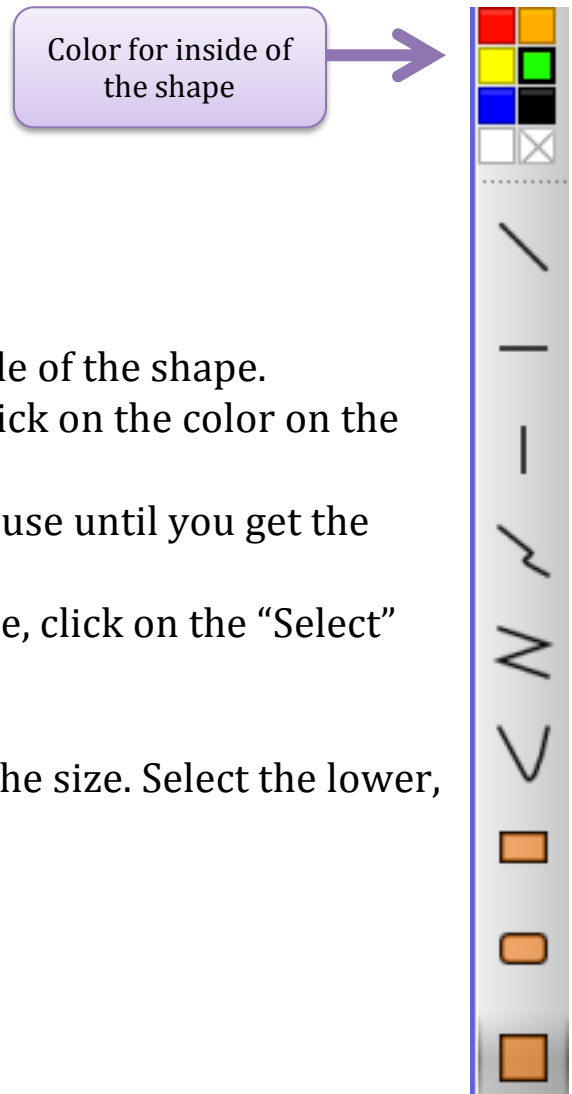 Color for inside of
the shape
le of the shape.
ick on the color on the
use until you get the
e, click on the “Select”
he size. Select the lower,